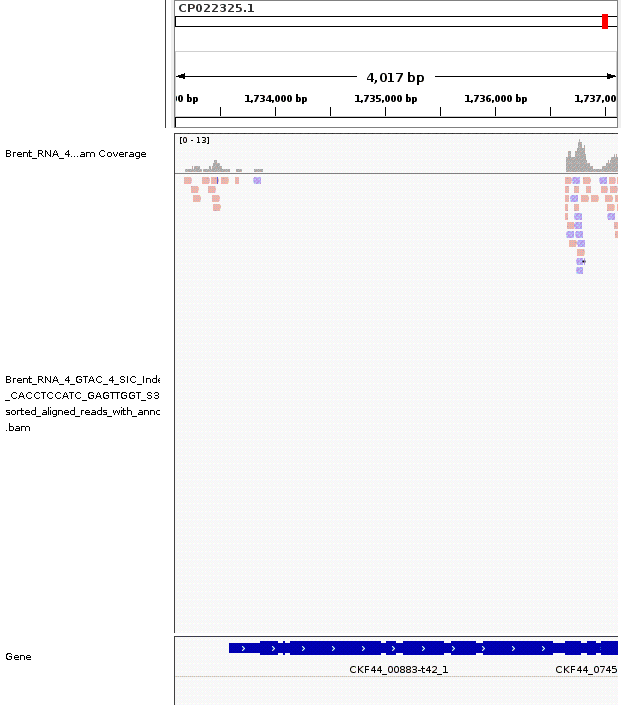 CP022325.1
4,017 bp
00 bp
1,734,000 bp
1,735,000 bp
1,736,000 bp
1,737,00
[0 - 13]
Brent_RNA_4...am Coverage
Brent_RNA_4_GTAC_4_SIC_Inde
_CACCTCCATC_GAGTTGGT_S3
sorted_aligned_reads_with_anno
.bam
Gene
CKF44_00883-t42_1
CKF44_0745